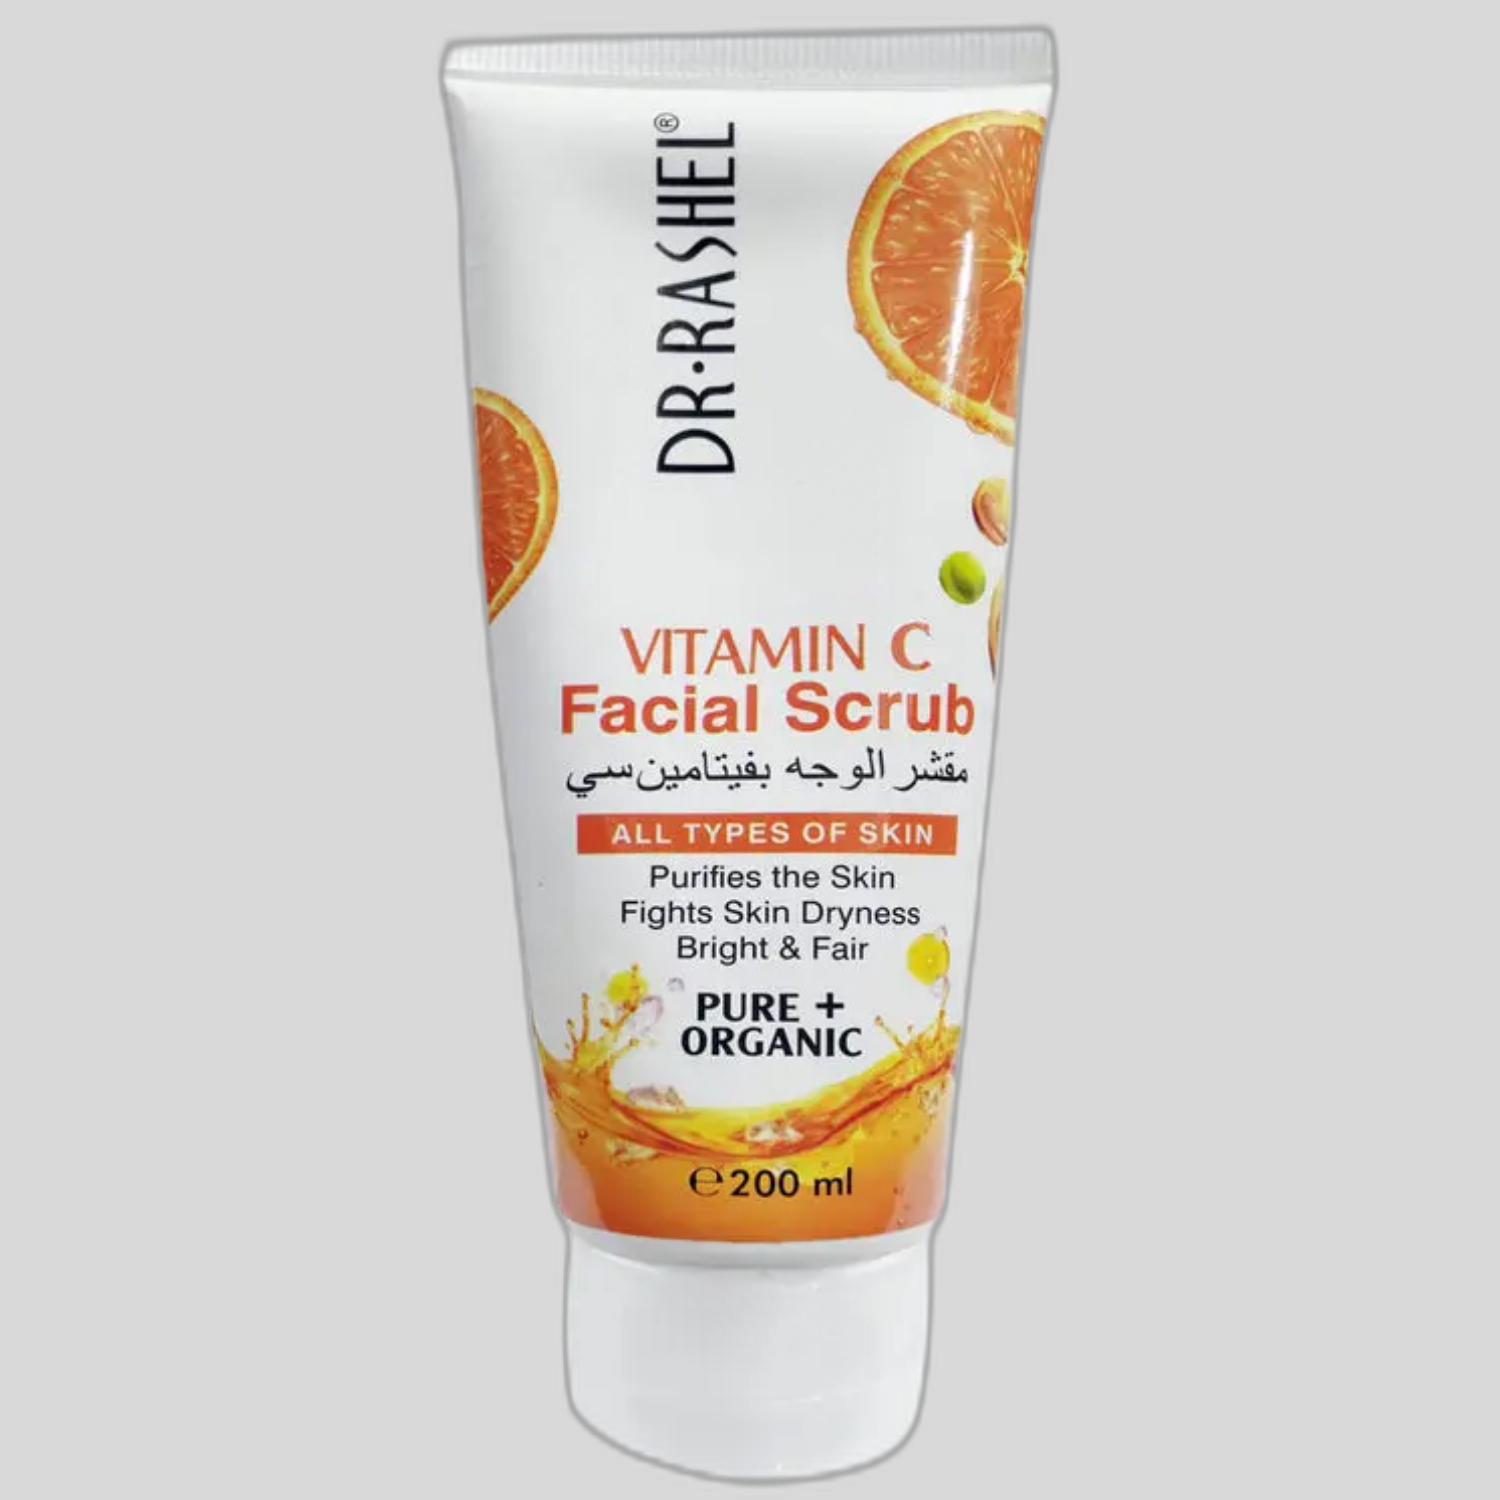 DR·RASHEL®
VITAMIN C
Facial Scrub
مقشر الوجه بفيتامين سي
ALL TYPES OF SKIN
Purifies the Skin
Fights Skin Dryness
Bright & Fair
PURE +
ORGANIC
℮200 ml